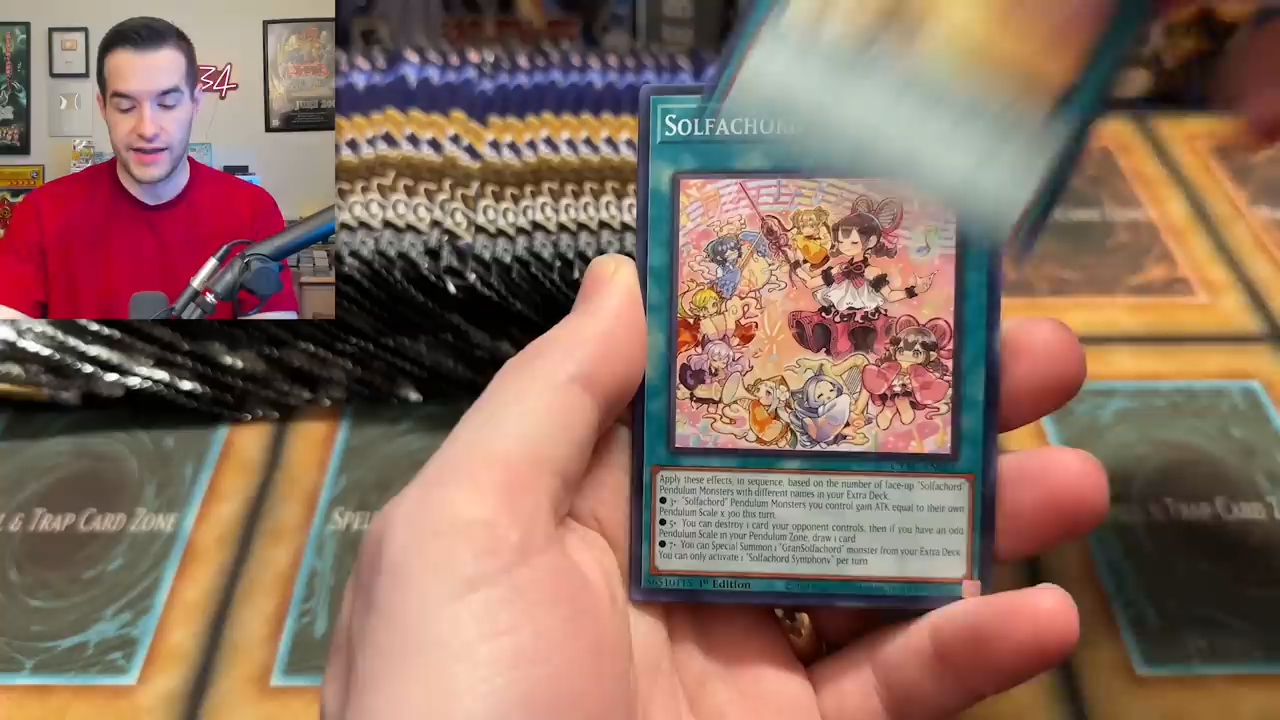 34
SOLFACHORD
Apply these effects, in sequence, based on the number of face-up "Solfachord"
Pendulum Monsters with different names in your Extra Deck.
● 3+ "Solfachord" Pendulum Monsters you control gain ATK equal to their own
Pendulum Scale x 300 this turn.
● 5+ You can destroy 1 card your opponent controls, then if you have an odd
Pendulum Scale in your Pendulum Zone, draw 1 card
● 7+ You can Special Summon 1 "GranSolfachord" monster from your Extra Deck
You can only activate 1 "Solfachord Symphony" per turn
1st Edition
L & TRAP CARD ZONE